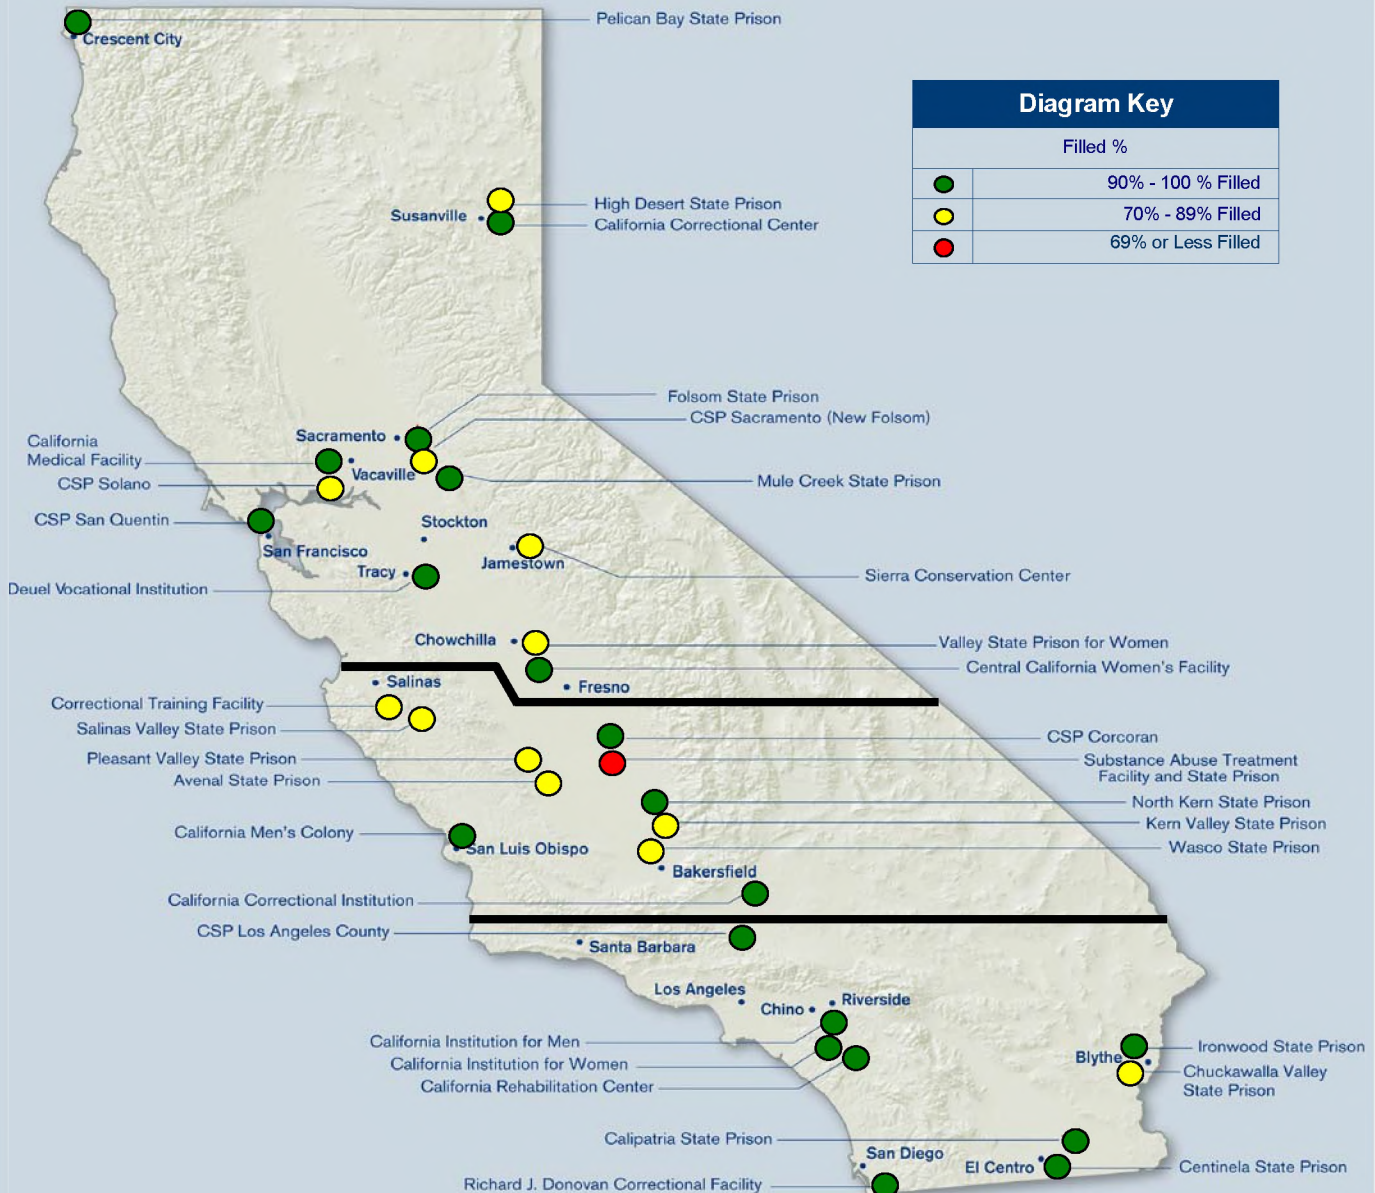 Pelican Bay State Prison
Crescent City
Diagram Key
Filled %
90% - 100 % Filled
70% - 89% Filled
69% or Less Filled
High Desert State Prison
Susanville
California Correctional Center
Folsom State Prison
CSP Sacramento (New Folsom)
Sacramento
California
Medical Facility
Vacaville
CSP Solano
Mule Creek State Prison
CSP San Quentin
Stockton
San Francisco
Jamestown
Tracy
Sierra Conservation Center
Deuel Vocational Institution
Chowchilla
Valley State Prison for Women
Central California Women's Facility
Salinas
Fresno
Correctional Training Facility
Salinas Valley State Prison
CSP Corcoran
Pleasant Valley State Prison
Substance Abuse Treatment
Facility and State Prison
Avenal State Prison
North Kern State Prison
Kern Valley State Prison
California Men's Colony
San Luis Obispo
Wasco State Prison
Bakersfield
California Correctional Institution
CSP Los Angeles County
Santa Barbara
Los Angeles
Chino
Riverside
California Institution for Men
California Institution for Women
California Rehabilitation Center
Ironwood State Prison
Blythe
Chuckawalla Valley
State Prison
Calipatria State Prison
San Diego
El Centro
Centinela State Prison
Richard J. Donovan Correctional Facility